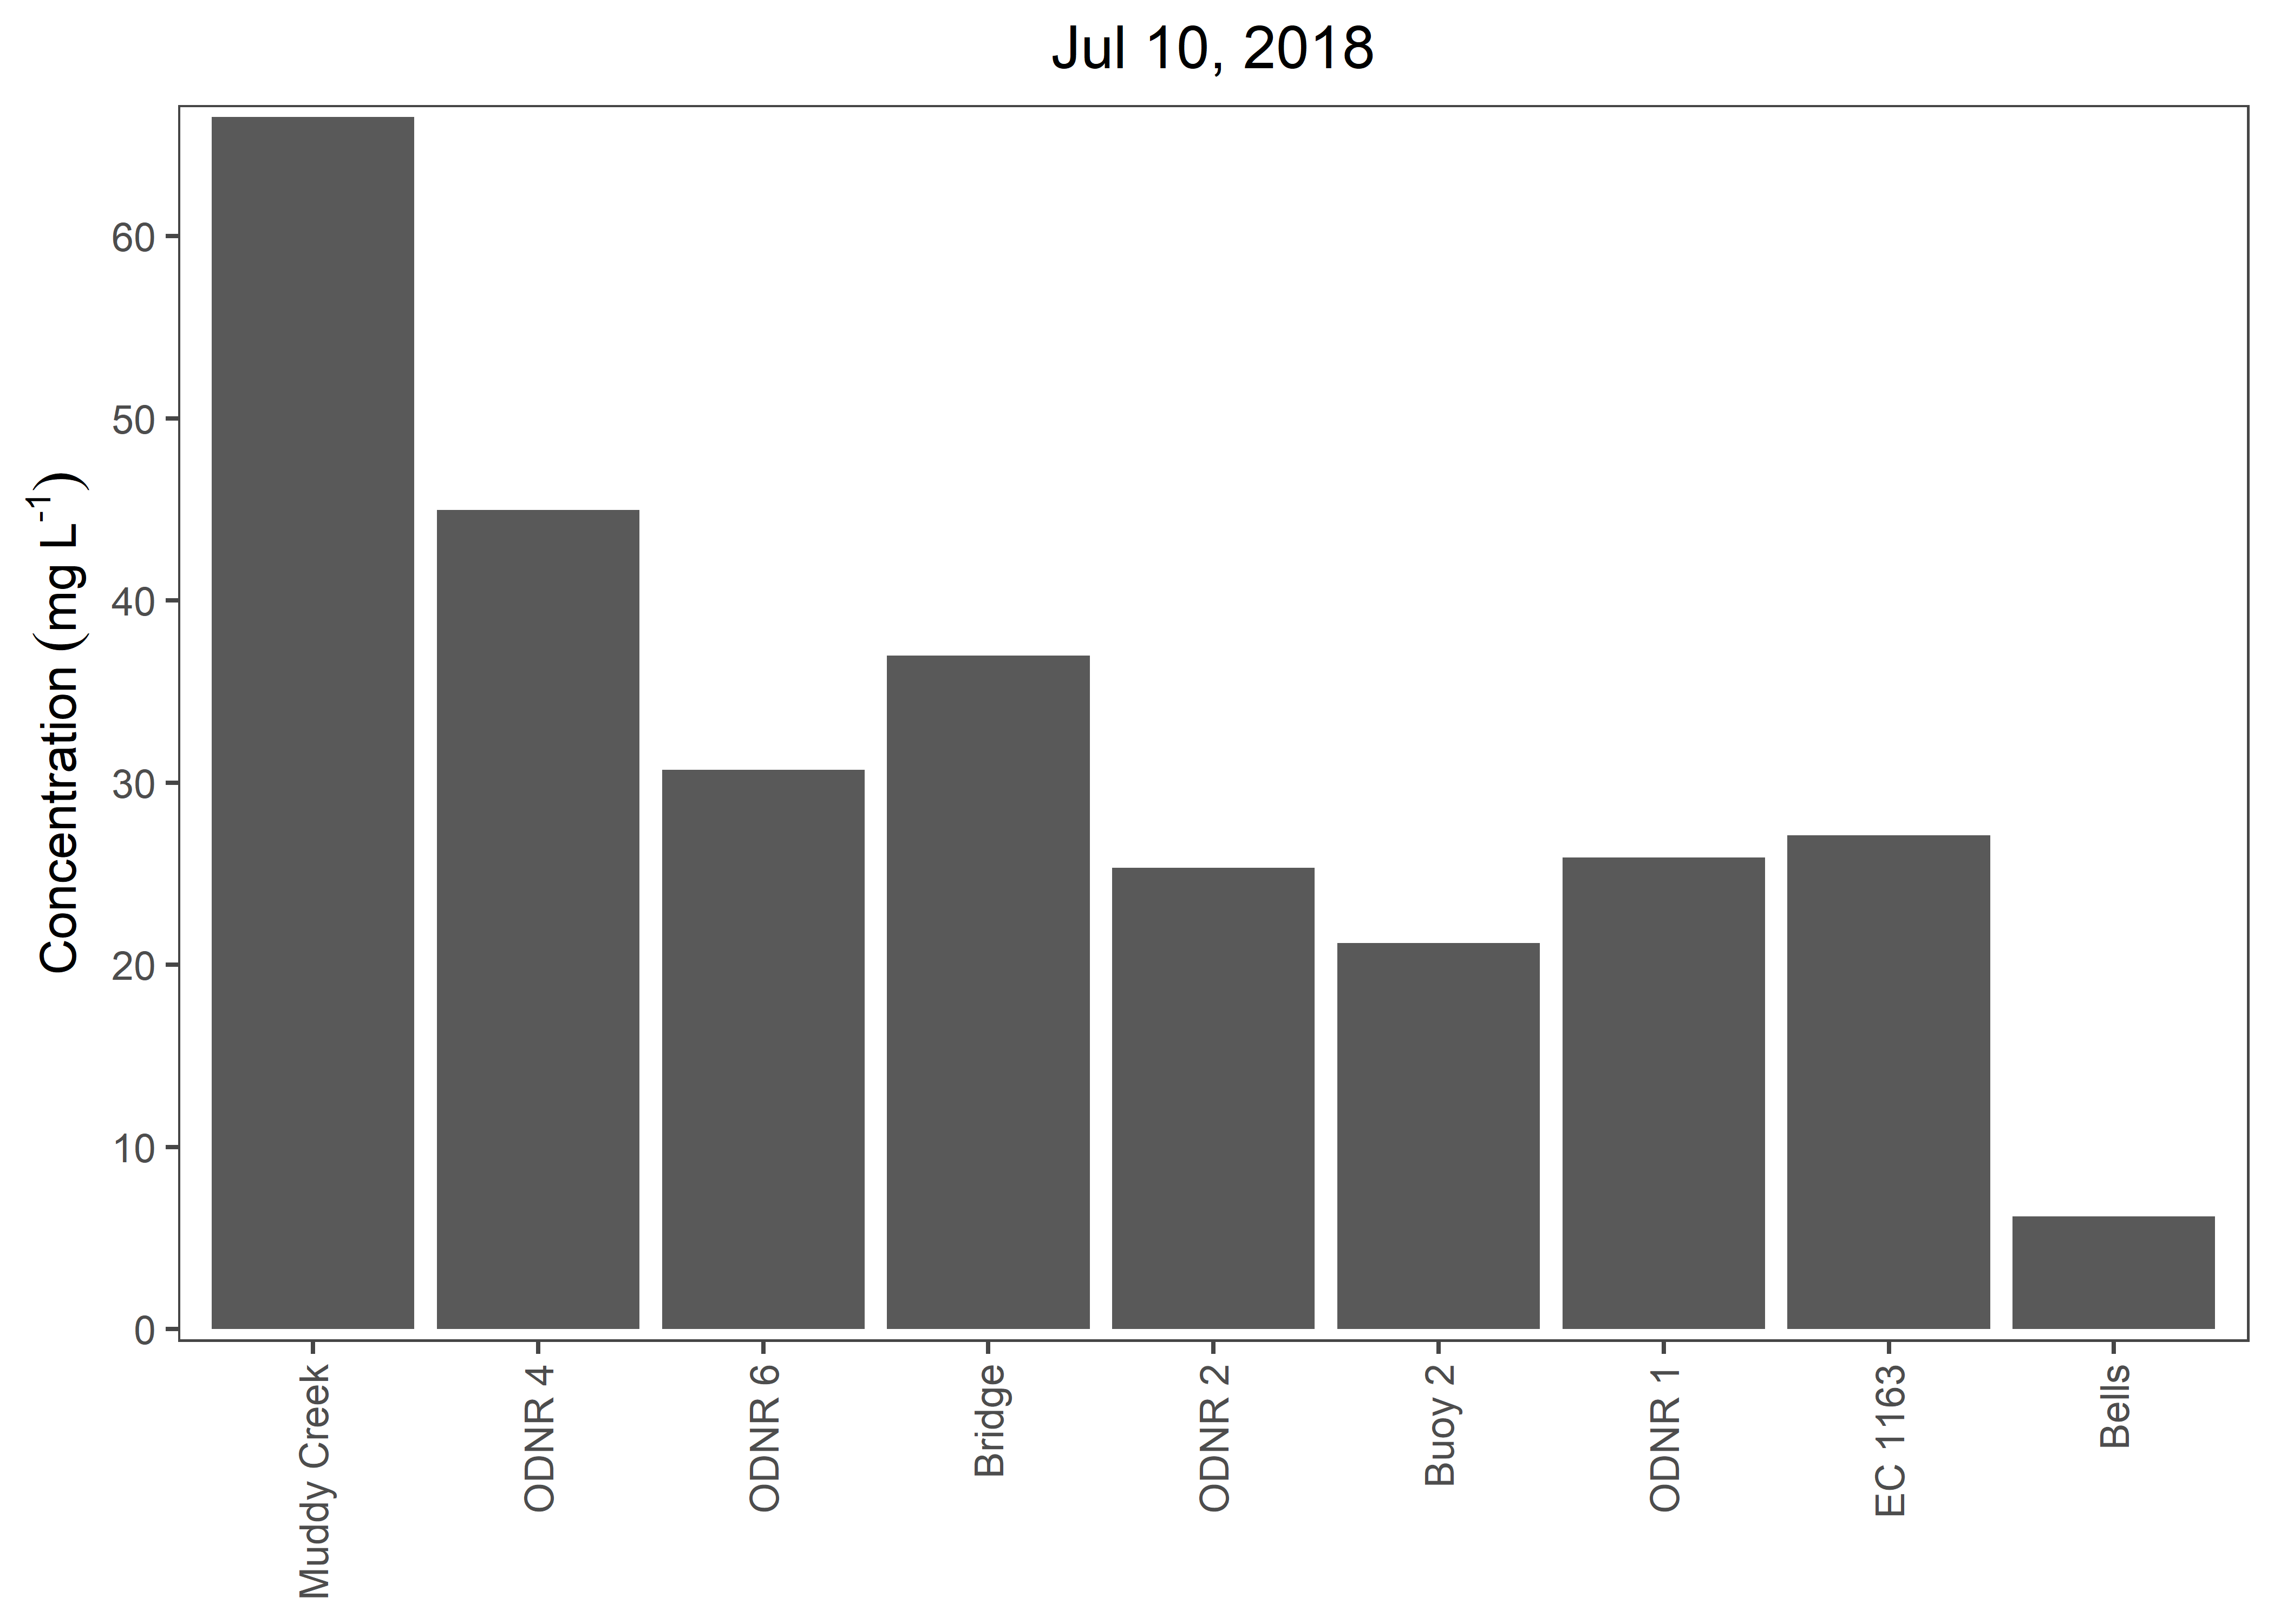 Jul 10, 2018
Concentration (mg L⁻¹)
60
50
40
30
20
10
0
Muddy Creek
ODNR 4
ODNR 6
Bridge
ODNR 2
Buoy 2
ODNR 1
EC 1163
Bells